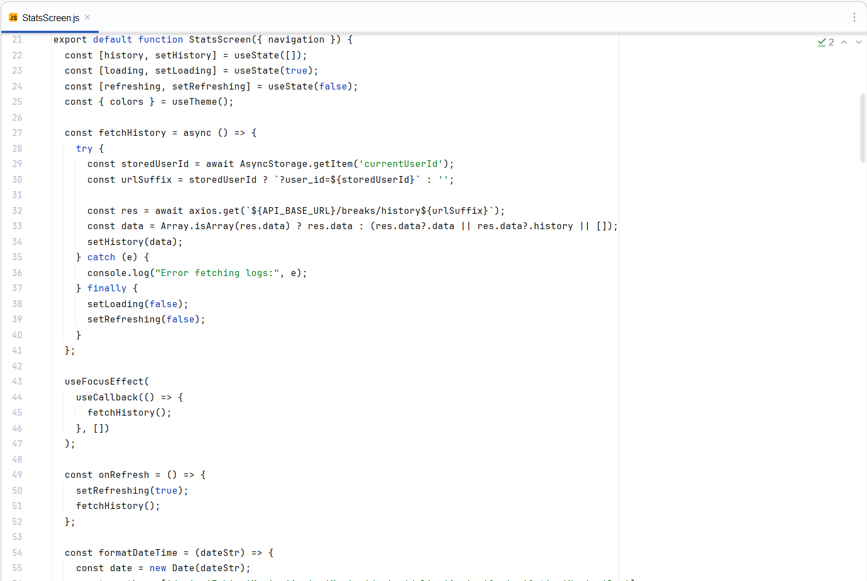 JS StatsScreen.js ×
2
21 export default function StatsScreen({ navigation }) {
22 const [history, setHistory] = useState([]);
23 const [loading, setLoading] = useState(true);
24 const [refreshing, setRefreshing] = useState(false);
25 const { colors } = useTheme();
26
27 const fetchHistory = async () => {
28 try {
29 const storedUserId = await AsyncStorage.getItem('currentUserId');
30 const urlSuffix = storedUserId ? `?user_id=${storedUserId}` : '';
31
32 const res = await axios.get(`${API_BASE_URL}/breaks/history${urlSuffix}`);
33 const data = Array.isArray(res.data) ? res.data : (res.data?.data || res.data?.history || []);
34 setHistory(data);
35 } catch (e) {
36 console.log("Error fetching logs:", e);
37 } finally {
38 setLoading(false);
39 setRefreshing(false);
40 }
41 };
42
43 useFocusEffect(
44 useCallback(() => {
45 fetchHistory();
46 }, [])
47 );
48
49 const onRefresh = () => {
50 setRefreshing(true);
51 fetchHistory();
52 };
53
54 const formatDateTime = (dateStr) => {
55 const date = new Date(dateStr);